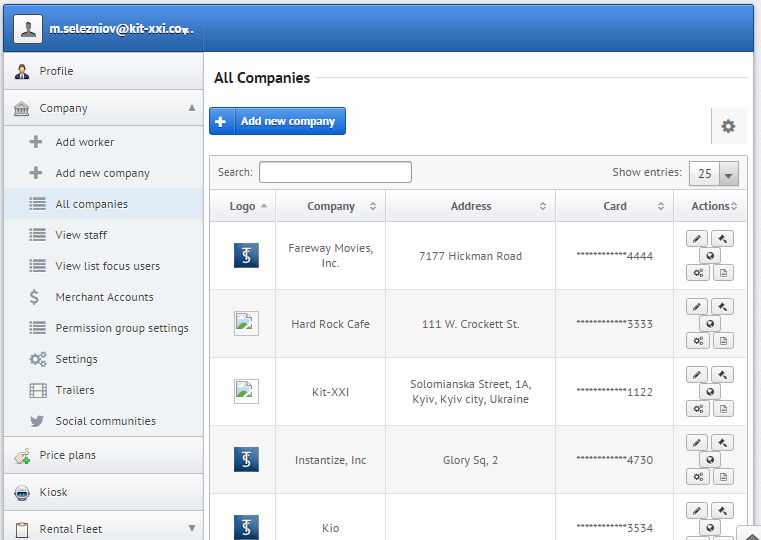 m.selezniov@kit-xxi.co...
Profile
Company
Add worker
Add new company
All companies
View staff
View list focus users
Merchant Accounts
Permission group settings
Settings
Trailers
Social communities
Price plans
Kiosk
Rental Fleet
All Companies
Add new company
Search:
Show entries: 25
Logo Company Address Card Actions
Fareway Movies,
Inc.
7177 Hickman Road
************4444
Hard Rock Cafe
111 W. Crockett St.
************3333
Kit-XXI
Solomianska Street, 1A,
Kyiv, Kyiv city, Ukraine
************1122
Instantize, Inc
Glory Sq, 2
************4730
Kio
************3534